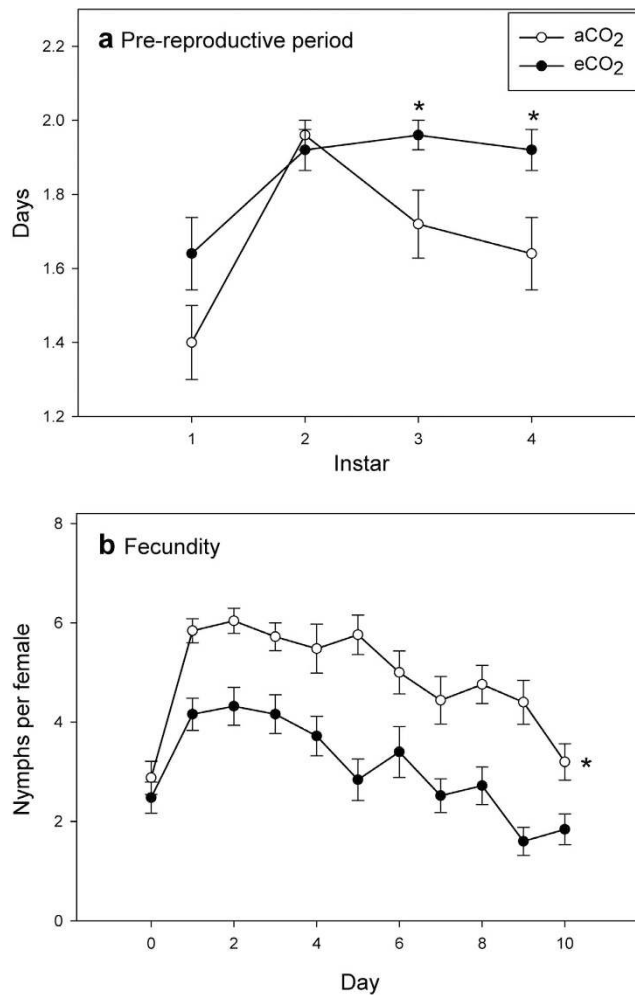 a Pre-reproductive period
aCO₂
eCO₂
2.2
2.0
1.8
1.6
1.4
1.2
Days
* *
1 2 3 4
Instar
b Fecundity
8
6
4
2
0
Nymphs per female
*
0 2 4 6 8 10
Day